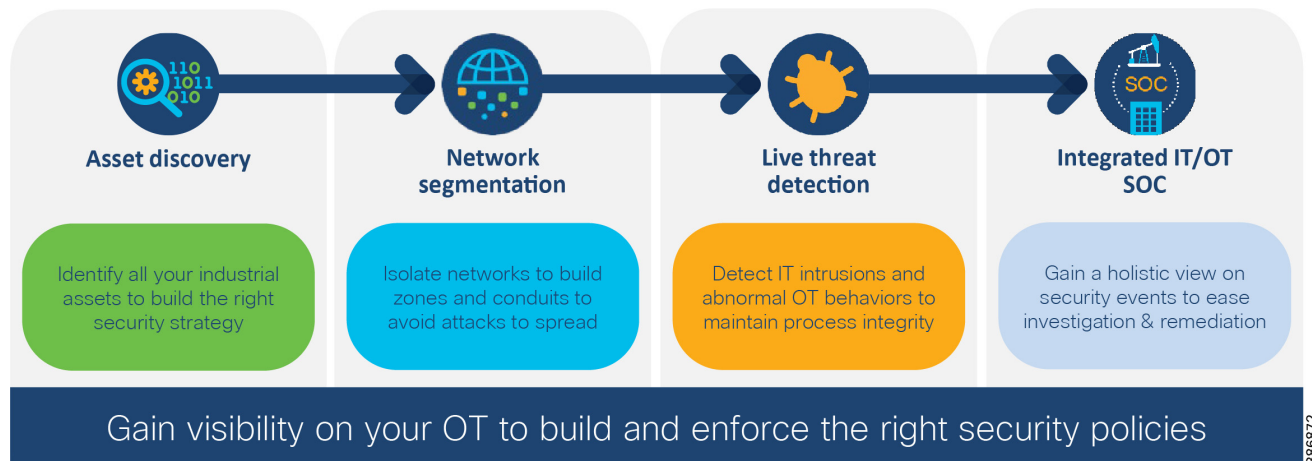 110
1011
010
SOC
Asset discovery
Network
segmentation
Live threat
detection
Integrated IT/OT
SOC
Identify all your industrial
assets to build the right
security strategy
Isolate networks to build
zones and conduits to
avoid attacks to spread
Detect IT intrusions and
abnormal OT behaviors to
maintain process integrity
Gain a holistic view on
security events to ease
investigation & remediation
Gain visibility on your OT to build and enforce the right security policies